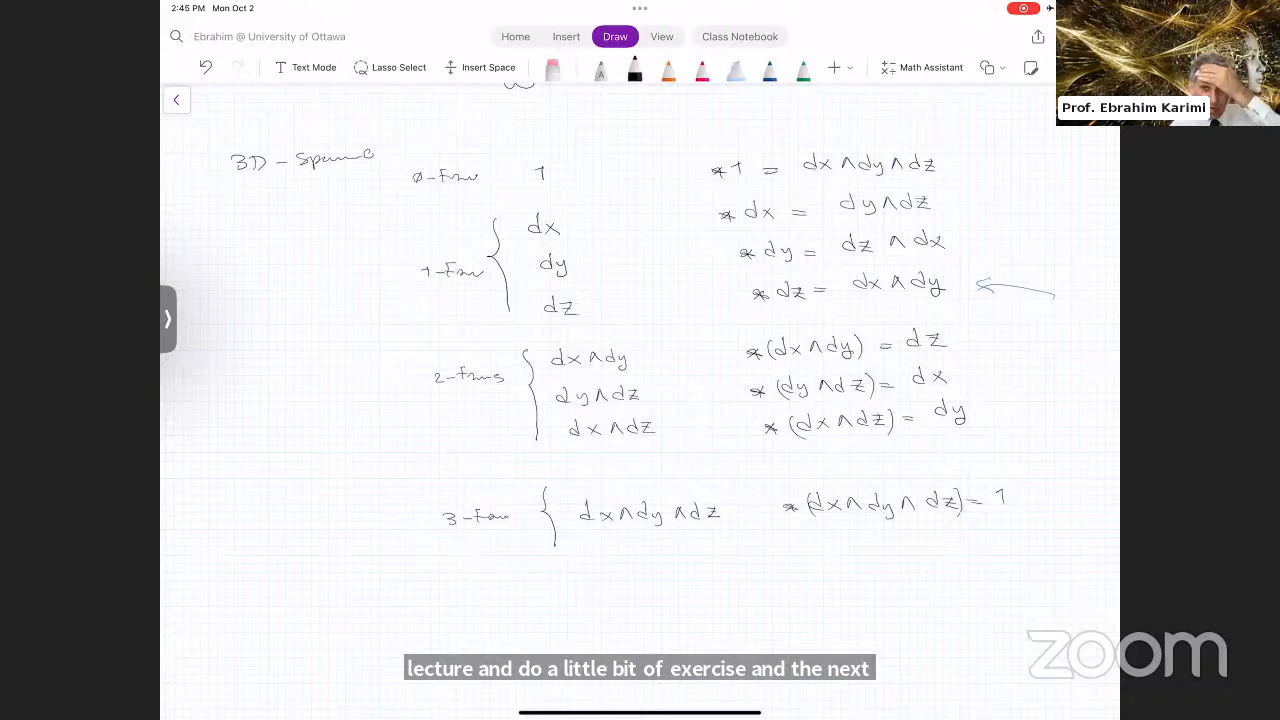 2:45 PM Mon Oct 2
Ebrahim @ University of Ottawa
Home Insert Draw View Class Notebook
Text Mode Lasso Select Insert Space Math Assistant
Prof. Ebrahim Karimi
3D - Space
0-Form 1
*1 = dx∧dy∧dz
1-Form { dx dy dz
*dx = dy∧dz
*dy = dz∧dx
*dz = dx∧dy
2-Forms { dx∧dy dy∧dz dx∧dz
*(dx∧dy) = dz
*(dy∧dz) = dx
*(dx∧dz) = dy
3-Form { dx∧dy∧dz
*(dx∧dy∧dz) = 1
zoom
lecture and do a little bit of exercise and the next